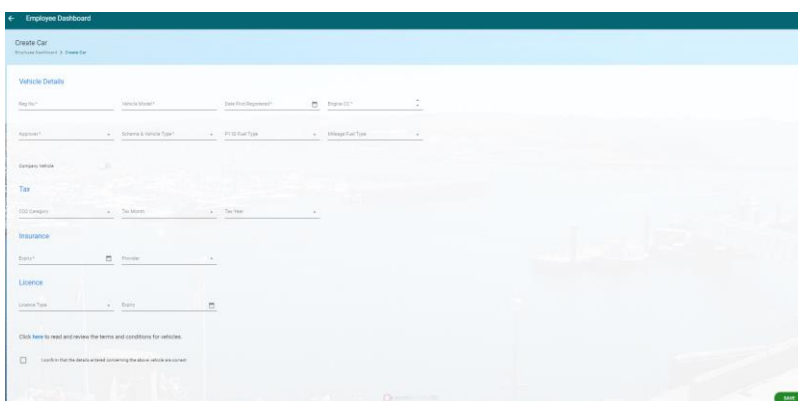 Employee Dashboard
Create Car
Employee Dashboard > Create Car
Vehicle Details
Reg No* Vehicle Model* Date First Registered* Engine CC*
Approver* Scheme & Vehicle Type* P11D Fuel Type Mileage Fuel Type
Company Vehicle
Tax
CO2 Category Tax Month Tax Year
Insurance
Expiry* Provider
Licence
Licence Type Expiry
Click here to read and review the terms and conditions for vehicles.
I confirm that the details entered concerning the above vehicle are correct
SAVE